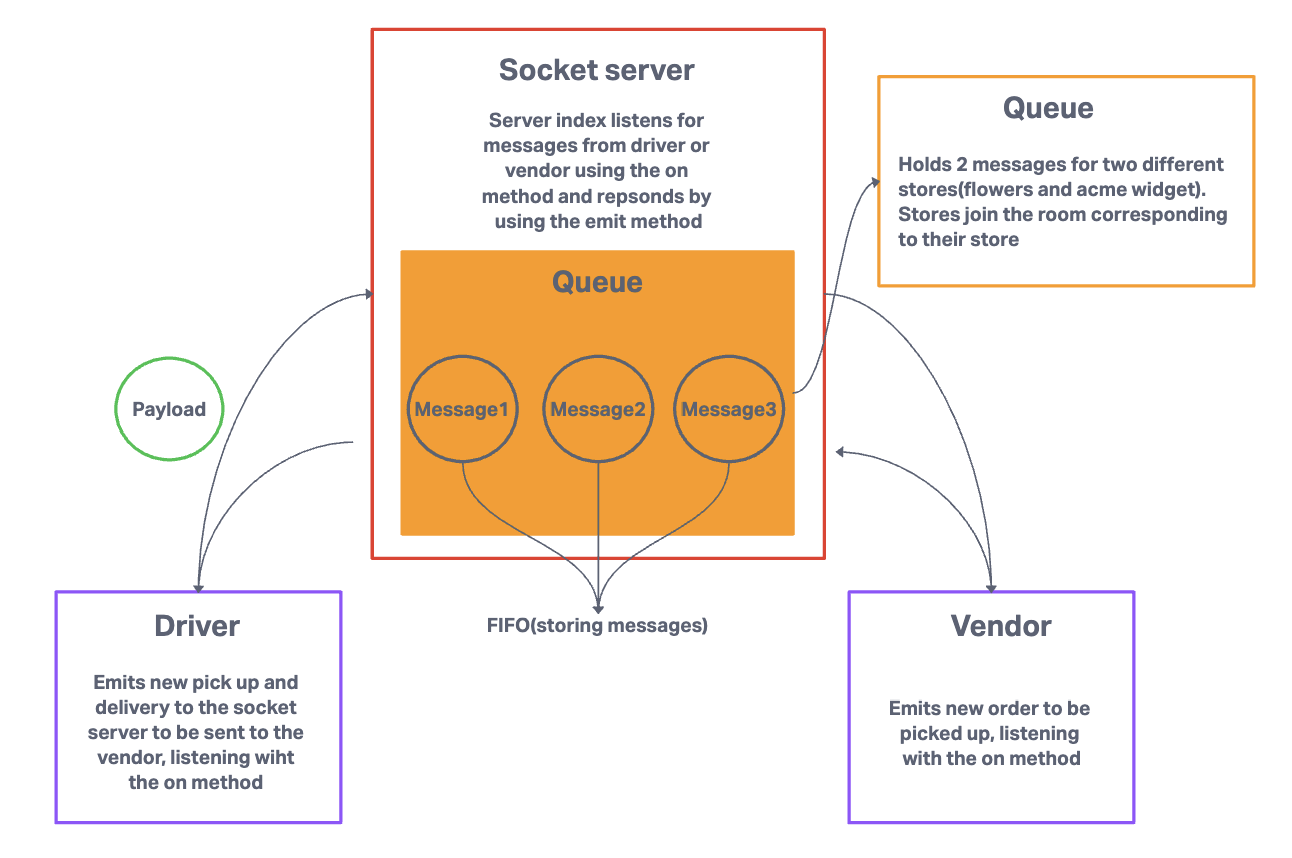 Socket server
Server index listens for
messages from driver or
vendor using the on
method and repsonds by
using the emit method
Queue
Message1
Message2
Message3
FIFO(storing messages)
Queue
Holds 2 messages for two different
stores(flowers and acme widget).
Stores join the room corresponding
to their store
Payload
Driver
Emits new pick up and
delivery to the socket
server to be sent to the
vendor, listening wiht
the on method
Vendor
Emits new order to be
picked up, listening
with the on method